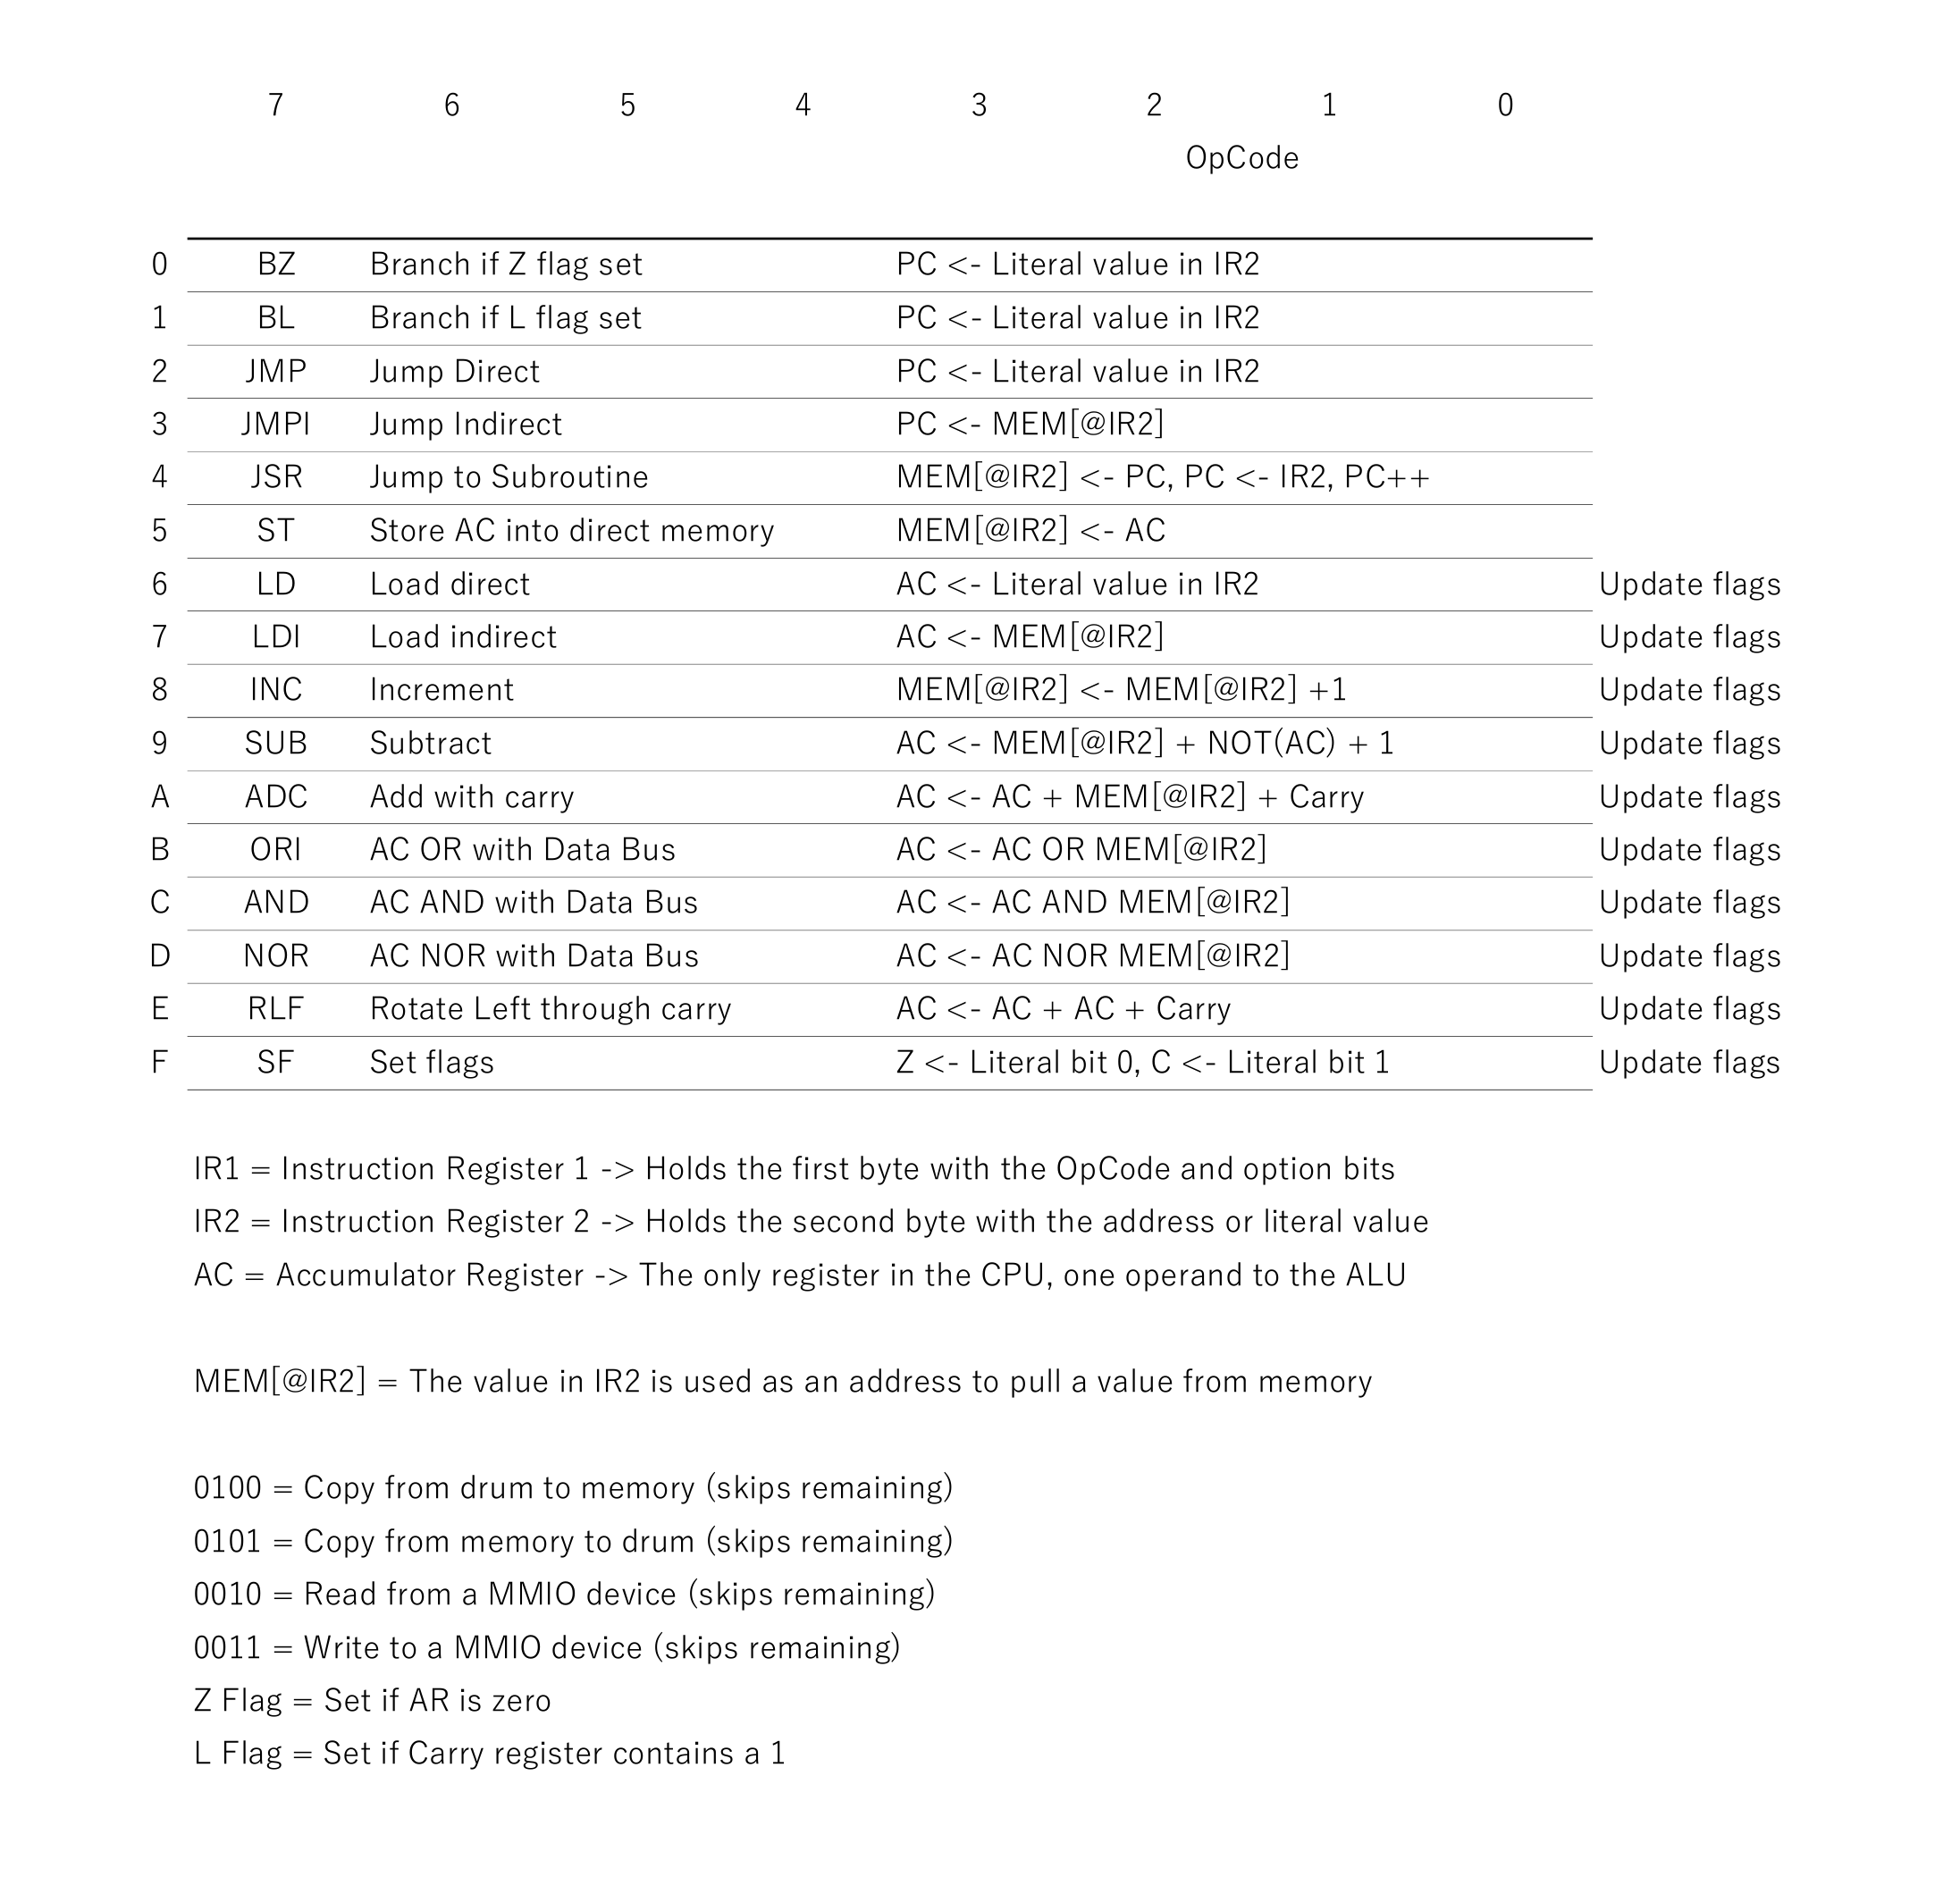 7 6 5 4 3 2 1 0
OpCode
0 BZ Branch if Z flag set PC <- Literal value in IR2
1 BL Branch if L flag set PC <- Literal value in IR2
2 JMP Jump Direct PC <- Literal value in IR2
3 JMPI Jump Indirect PC <- MEM[@IR2]
4 JSR Jump to Subroutine MEM[@IR2] <- PC, PC <- IR2, PC++
5 ST Store AC into direct memory MEM[@IR2] <- AC
6 LD Load direct AC <- Literal value in IR2 Update flags
7 LDI Load indirect AC <- MEM[@IR2] Update flags
8 INC Increment MEM[@IR2] <- MEM[@IR2] +1 Update flags
9 SUB Subtract AC <- MEM[@IR2] + NOT(AC) + 1 Update flags
A ADC Add with carry AC <- AC + MEM[@IR2] + Carry Update flags
B ORI AC OR with Data Bus AC <- AC OR MEM[@IR2] Update flags
C AND AC AND with Data Bus AC <- AC AND MEM[@IR2] Update flags
D NOR AC NOR with Data Bus AC <- AC NOR MEM[@IR2] Update flags
E RLF Rotate Left through carry AC <- AC + AC + Carry Update flags
F SF Set flags Z <- Literal bit 0, C <- Literal bit 1 Update flags
IR1 = Instruction Register 1 -> Holds the first byte with the OpCode and option bits
IR2 = Instruction Register 2 -> Holds the second byte with the address or literal value
AC = Accumulator Register -> The only register in the CPU, one operand to the ALU
MEM[@IR2] = The value in IR2 is used as an address to pull a value from memory
0100 = Copy from drum to memory (skips remaining)
0101 = Copy from memory to drum (skips remaining)
0010 = Read from a MMIO device (skips remaining)
0011 = Write to a MMIO device (skips remaining)
Z Flag = Set if AR is zero
L Flag = Set if Carry register contains a 1